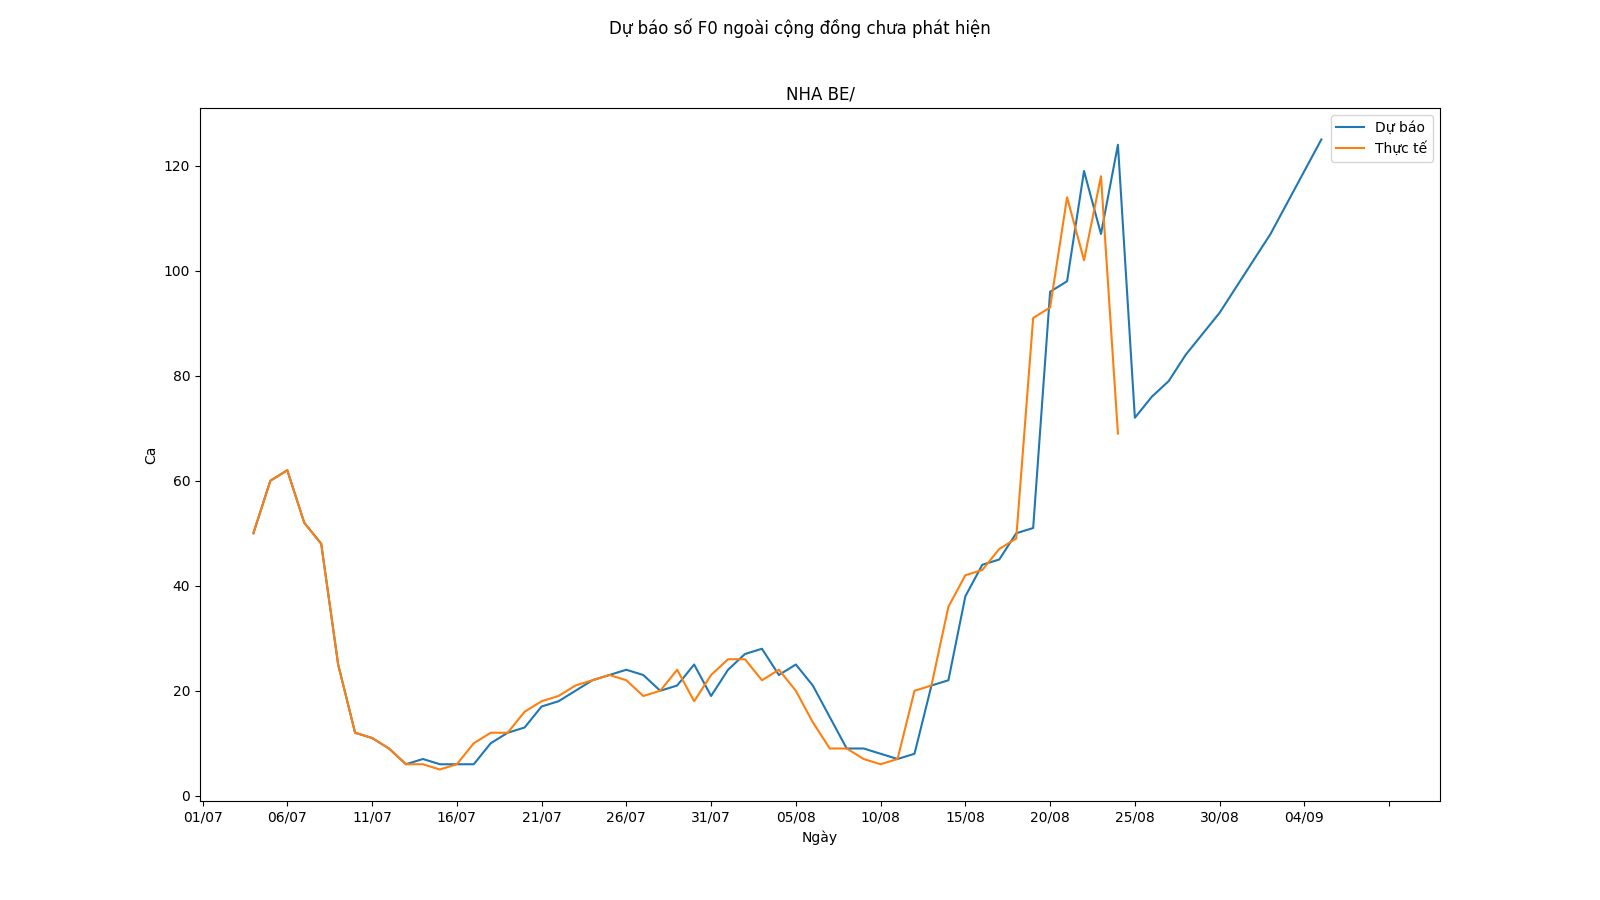 Dự báo số F0 ngoài cộng đồng chưa phát hiện
NHA BE/
Dự báo
Thực tế
120
100
80
60
40
20
0
Ca
01/07 06/07 11/07 16/07 21/07 26/07 31/07 05/08 10/08 15/08 20/08 25/08 30/08 04/09
Ngày